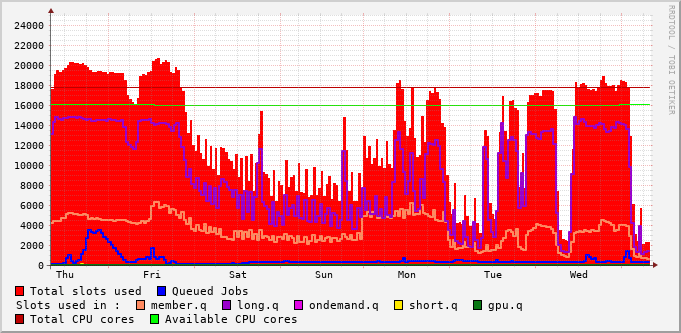 RRDTOOL / TOBI OETIKER
24000
22000
20000
18000
16000
14000
12000
10000
8000
6000
4000
2000
0
Thu Fri Sat Sun Mon Tue Wed
Total slots used Queued Jobs
Slots used in : member.q long.q ondemand.q short.q gpu.q
Total CPU cores Available CPU cores